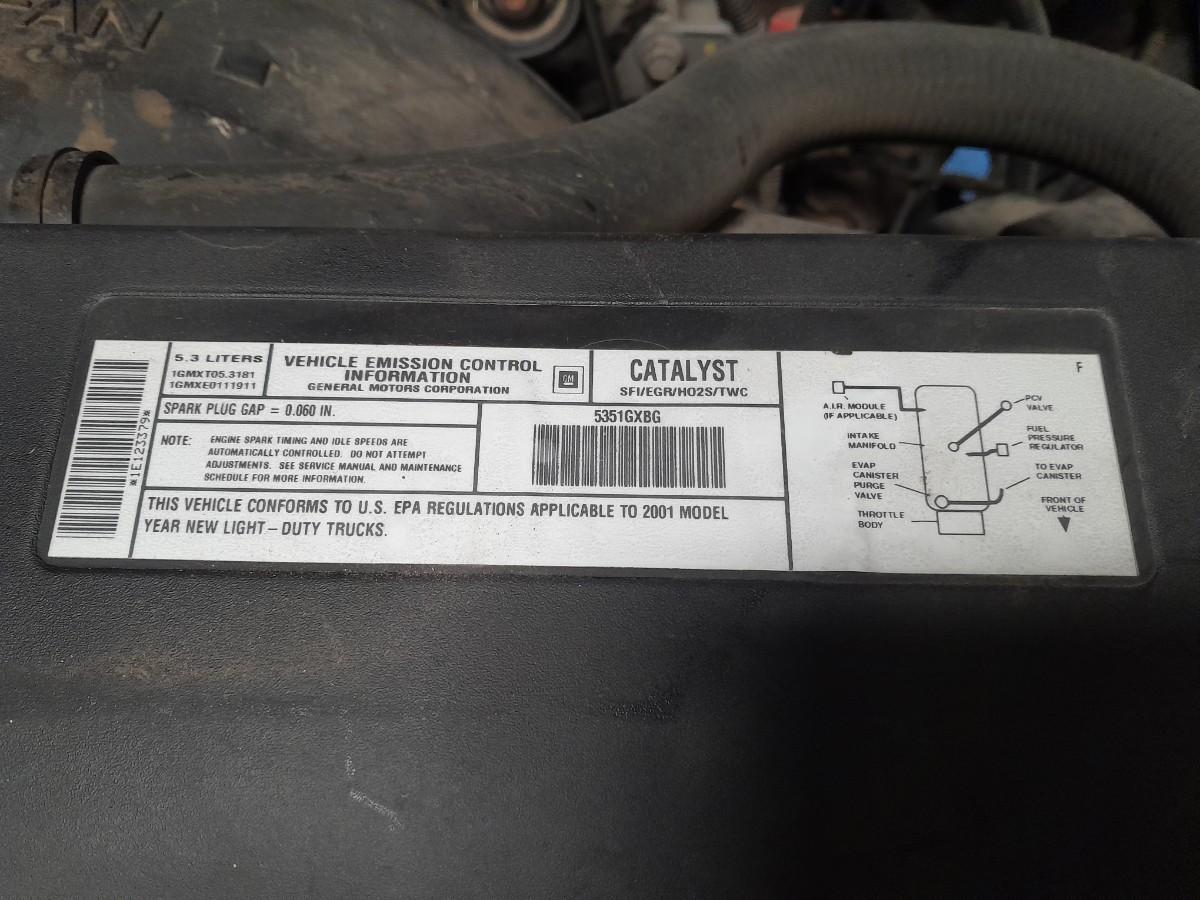 *1E123379*
5.3 LITERS
1GMXT05.3181
1GMXE0111911
VEHICLE EMISSION CONTROL
INFORMATION
GENERAL MOTORS CORPORATION
GM
CATALYST
SFI/EGR/HO2S/TWC
SPARK PLUG GAP = 0.060 IN.
NOTE: ENGINE SPARK TIMING AND IDLE SPEEDS ARE
AUTOMATICALLY CONTROLLED. DO NOT ATTEMPT
ADJUSTMENTS. SEE SERVICE MANUAL AND MAINTENANCE
SCHEDULE FOR MORE INFORMATION.
5351GXBG
THIS VEHICLE CONFORMS TO U.S. EPA REGULATIONS APPLICABLE TO 2001 MODEL
YEAR NEW LIGHT-DUTY TRUCKS.
F
A.I.R. MODULE
(IF APPLICABLE)
INTAKE
MANIFOLD
EVAP
CANISTER
PURGE
VALVE
THROTTLE
BODY
PCV
VALVE
FUEL
PRESSURE
REGULATOR
TO EVAP
CANISTER
FRONT OF
VEHICLE